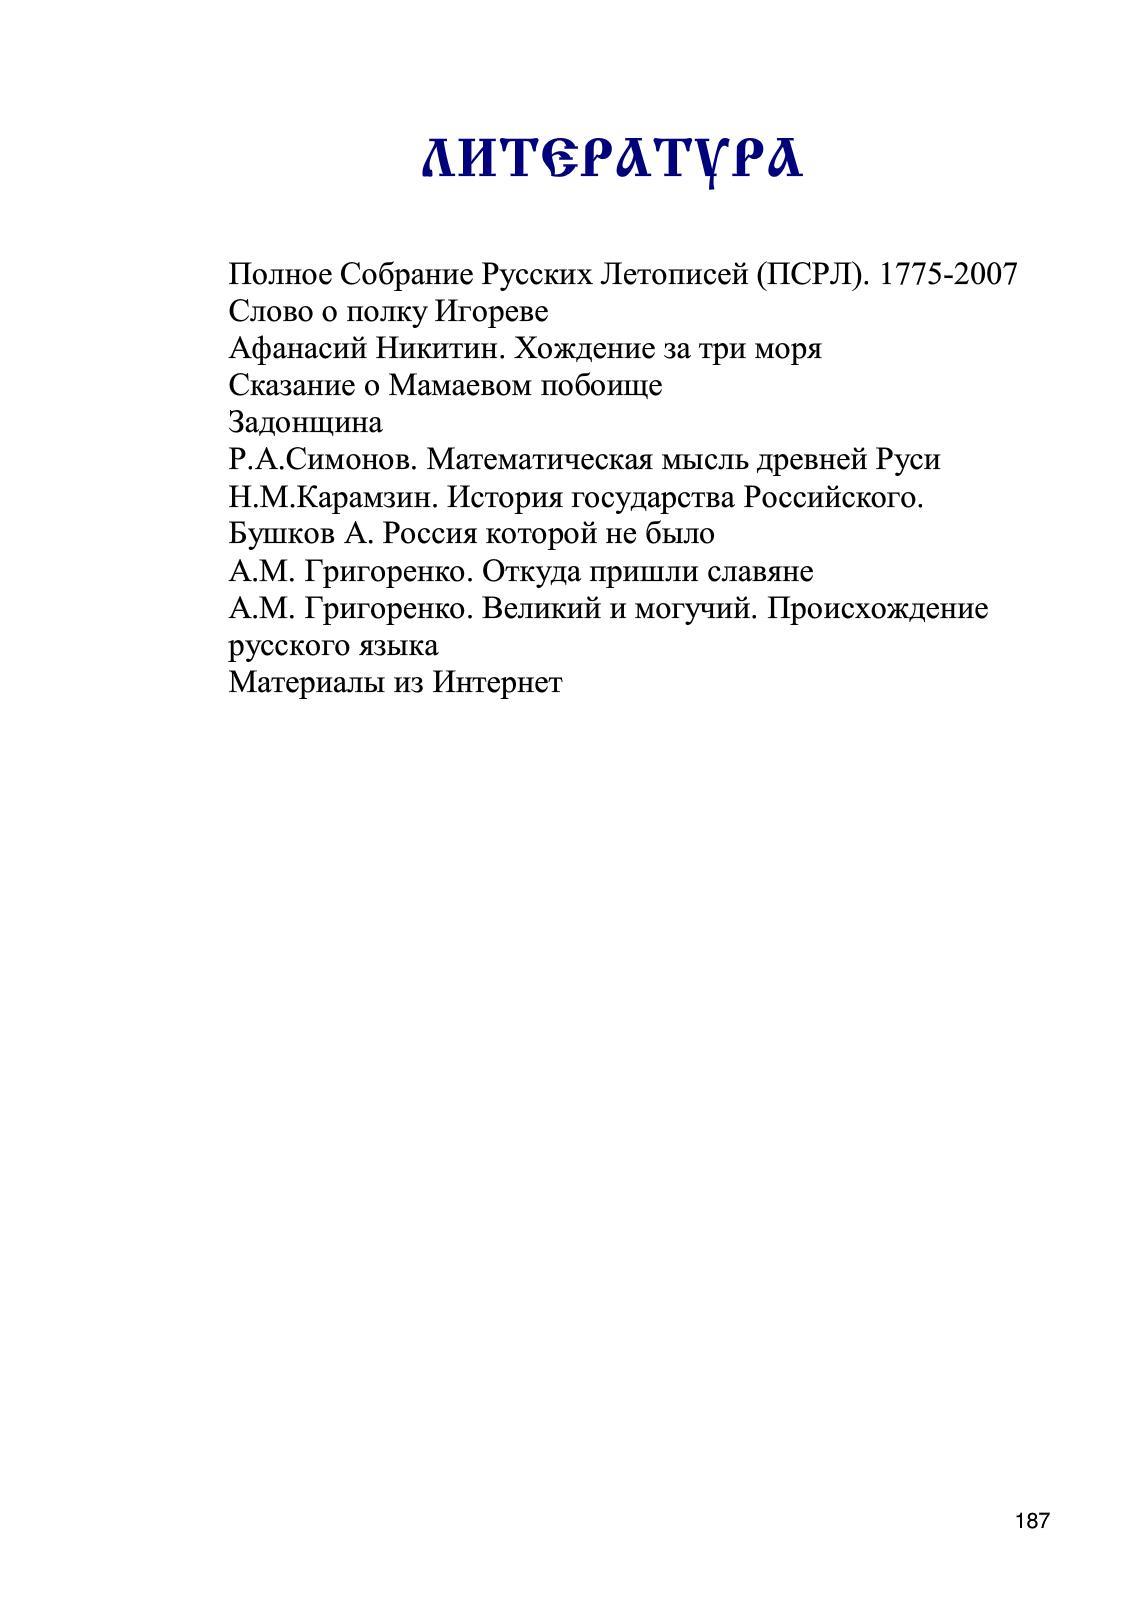 ЛИТЕРАТУРА
Полное Собрание Русских Летописей (ПСРЛ). 1775-2007
Слово о полку Игореве
Афанасий Никитин. Хождение за три моря
Сказание о Мамаевом побоище
Задонщина
Р.А.Симонов. Математическая мысль древней Руси
Н.М.Карамзин. История государства Российского.
Бушков А. Россия которой не было
А.М. Григоренко. Откуда пришли славяне
А.М. Григоренко. Великий и могучий. Происхождение
русского языка
Материалы из Интернет
187